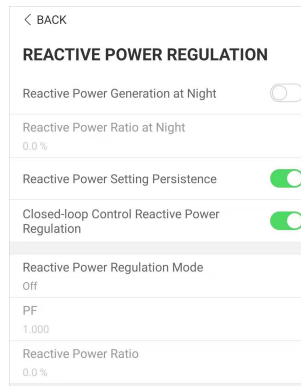 < BACK
REACTIVE POWER REGULATION
Reactive Power Generation at Night
Reactive Power Ratio at Night
0.0 %
Reactive Power Setting Persistence
Closed-loop Control Reactive Power
Regulation
Reactive Power Regulation Mode
Off
PF
1.000
Reactive Power Ratio
0.0 %